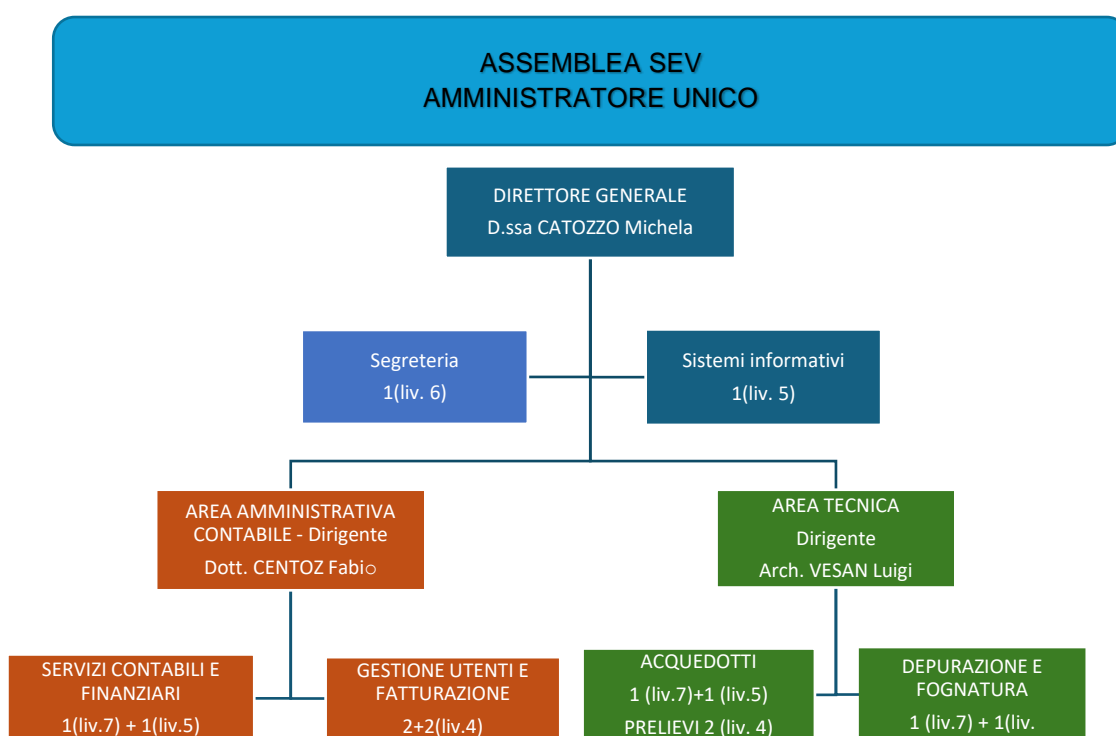 ASSEMBLEA SEV
AMMINISTRATORE UNICO
DIRETTORE GENERALE
D.ssa CATOZZO Michela
Segreteria
1(liv. 6)
Sistemi informativi
1(liv. 5)
AREA AMMINISTRATIVA
CONTABILE - Dirigente
Dott. CENTOZ Fabio
AREA TECNICA
Dirigente
Arch. VESAN Luigi
SERVIZI CONTABILI E
FINANZIARI
1(liv.7) + 1(liv.5)
GESTIONE UTENTI E
FATTURAZIONE
2+2(liv.4)
ACQUEDOTTI
1 (liv.7)+1 (liv.5)
PRELIEVI 2 (liv. 4)
DEPURAZIONE E
FOGNATURA
1 (liv.7) + 1(liv.